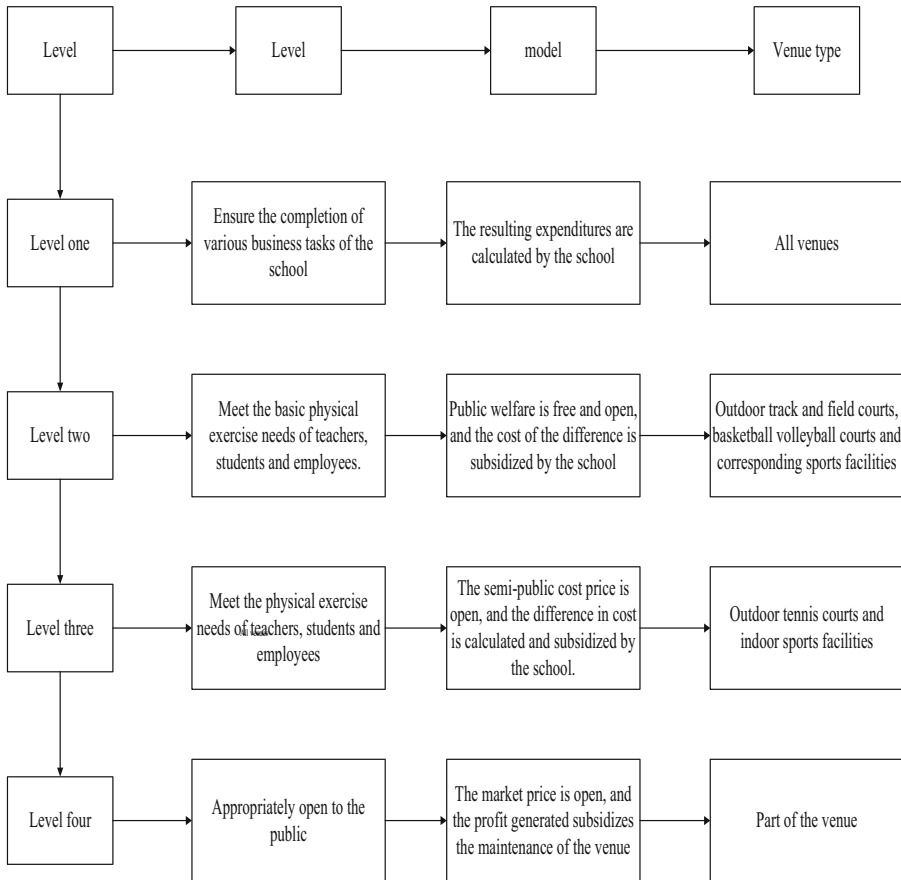 Level
Level
model
Venue type
Level one
Ensure the completion of
various business tasks of the
school
The resulting expenditures are
calculated by the school
All venues
Level two
Meet the basic physical
exercise needs of teachers,
students and employees.
Public welfare is free and open,
and the cost of the difference is
subsidized by the school
Outdoor track and field courts,
basketball volleyball courts and
corresponding sports facilities
Level three
Meet the physical exercise
needs of teachers, students and
employees
The semi-public cost price is
open, and the difference in cost
is calculated and subsidized by
the school.
Outdoor tennis courts and
indoor sports facilities
Level four
Appropriately open to the
public
The market price is open, and
the profit generated subsidizes
the maintenance of the venue
Part of the venue